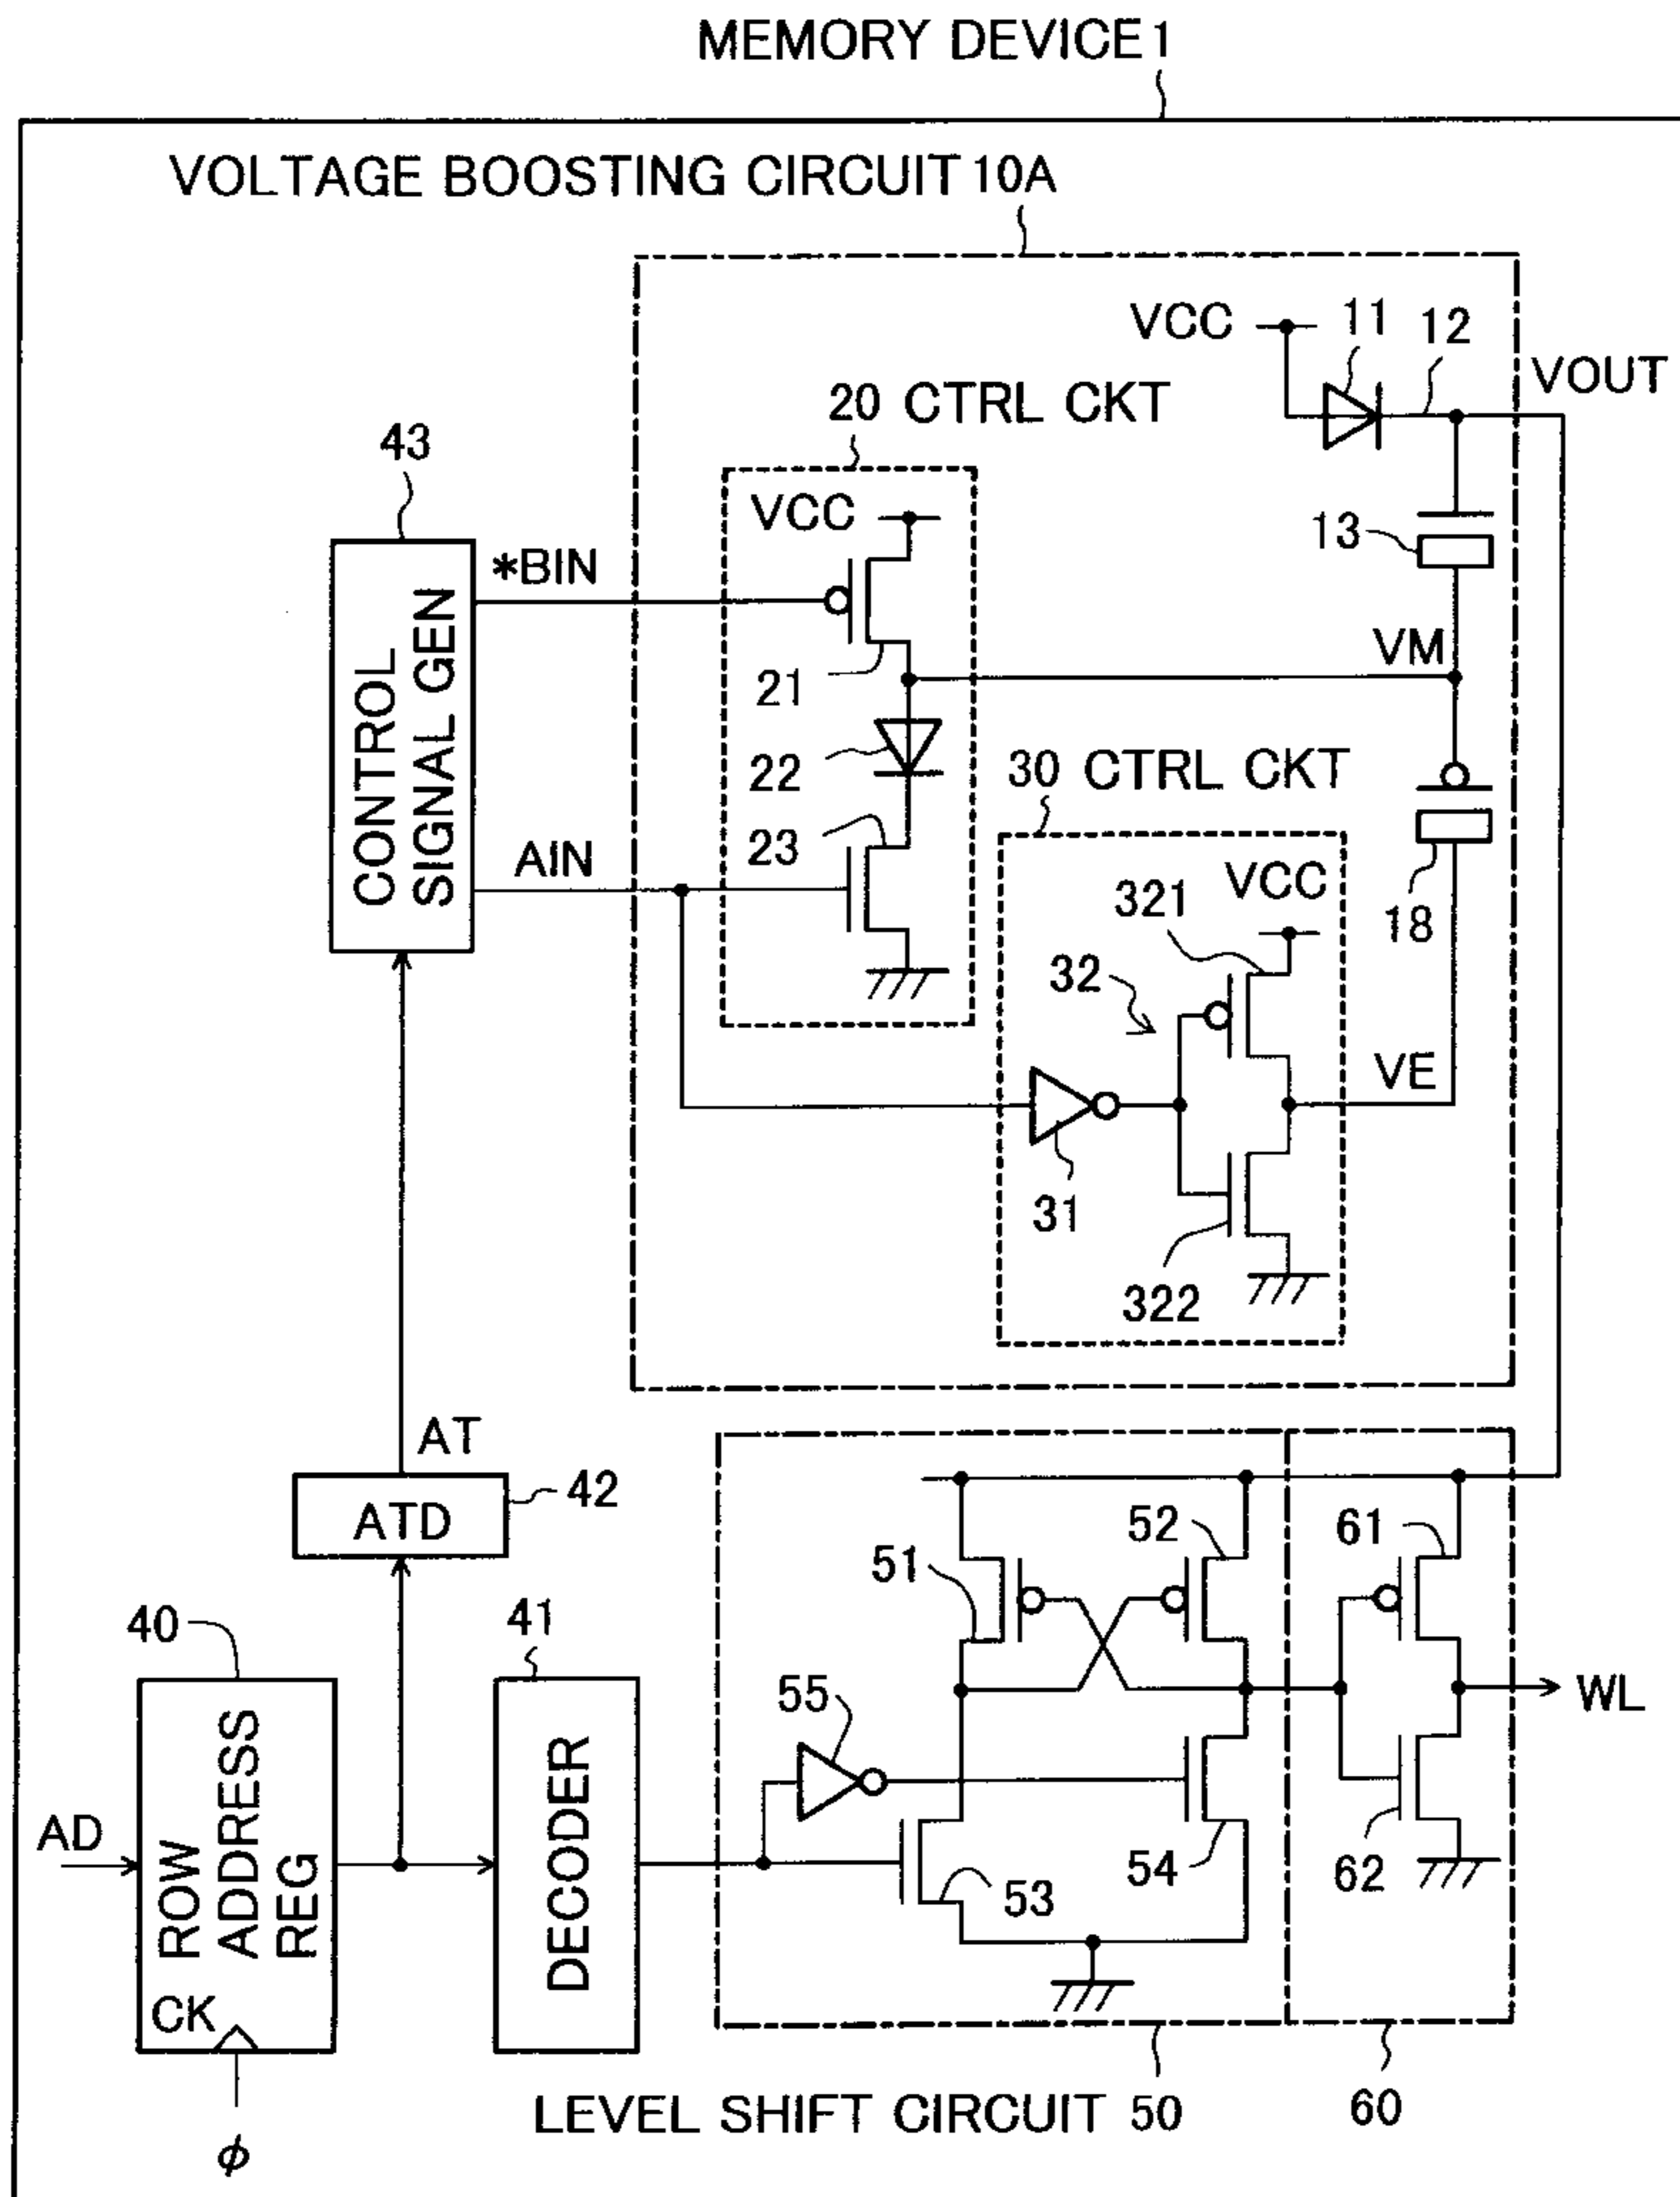 MEMORY DEVICE 1
VOLTAGE BOOSTING CIRCUIT 10A
VCC
11
12
VOUT
20 CTRL CKT
43
VCC
13
*BIN
CONTROL
SIGNAL GEN
VM
21
22
30 CTRL CKT
23
AIN
VCC
321
18
32
VE
31
322
AT
42
ATD
52
61
51
40
41
55
WL
ROW
ADDRESS
REG
DECODER
AD
54
62
53
CK
LEVEL SHIFT CIRCUIT 50
60
ϕ